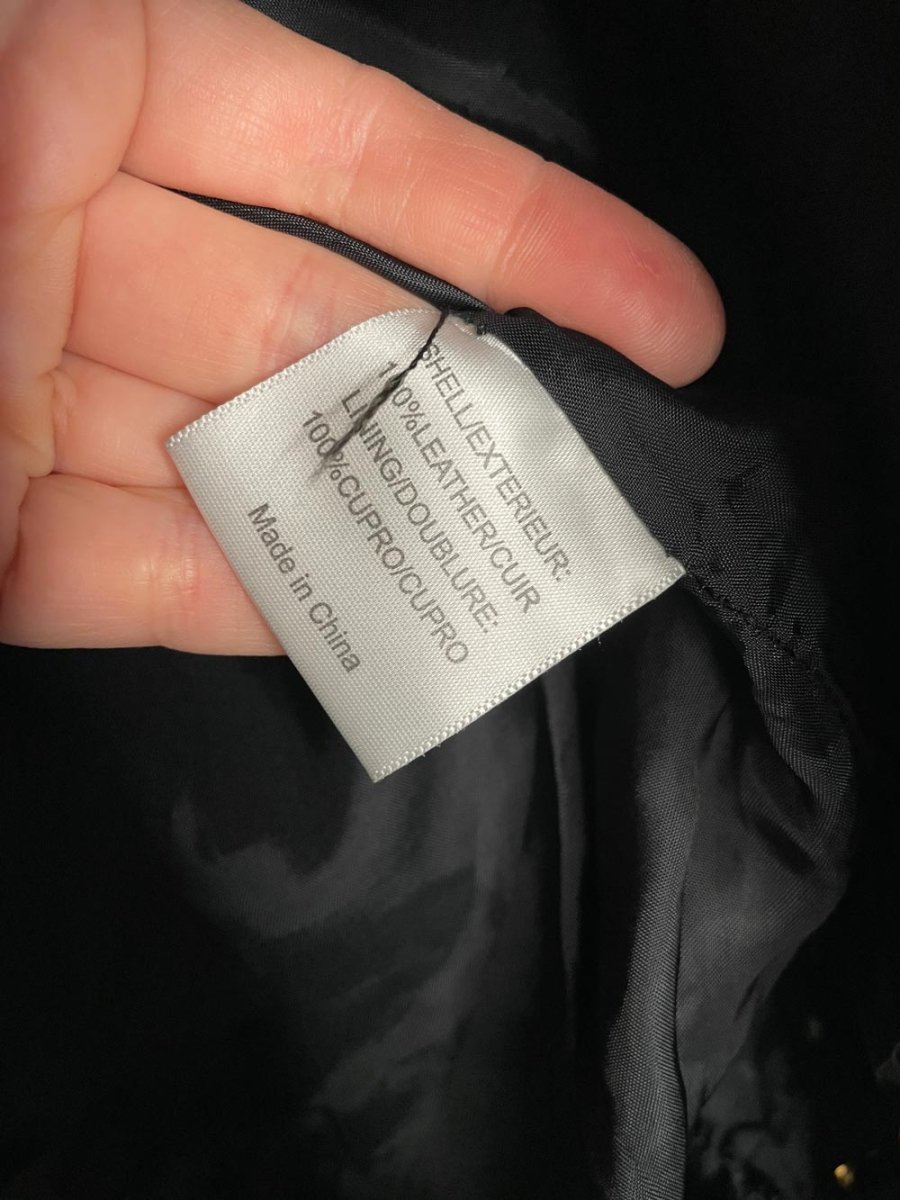 SHELL/EXTERIEUR:
100%LEATHER/CUIR
LINING/DOUBLURE:
100%CUPRO/CUPRO
Made in China